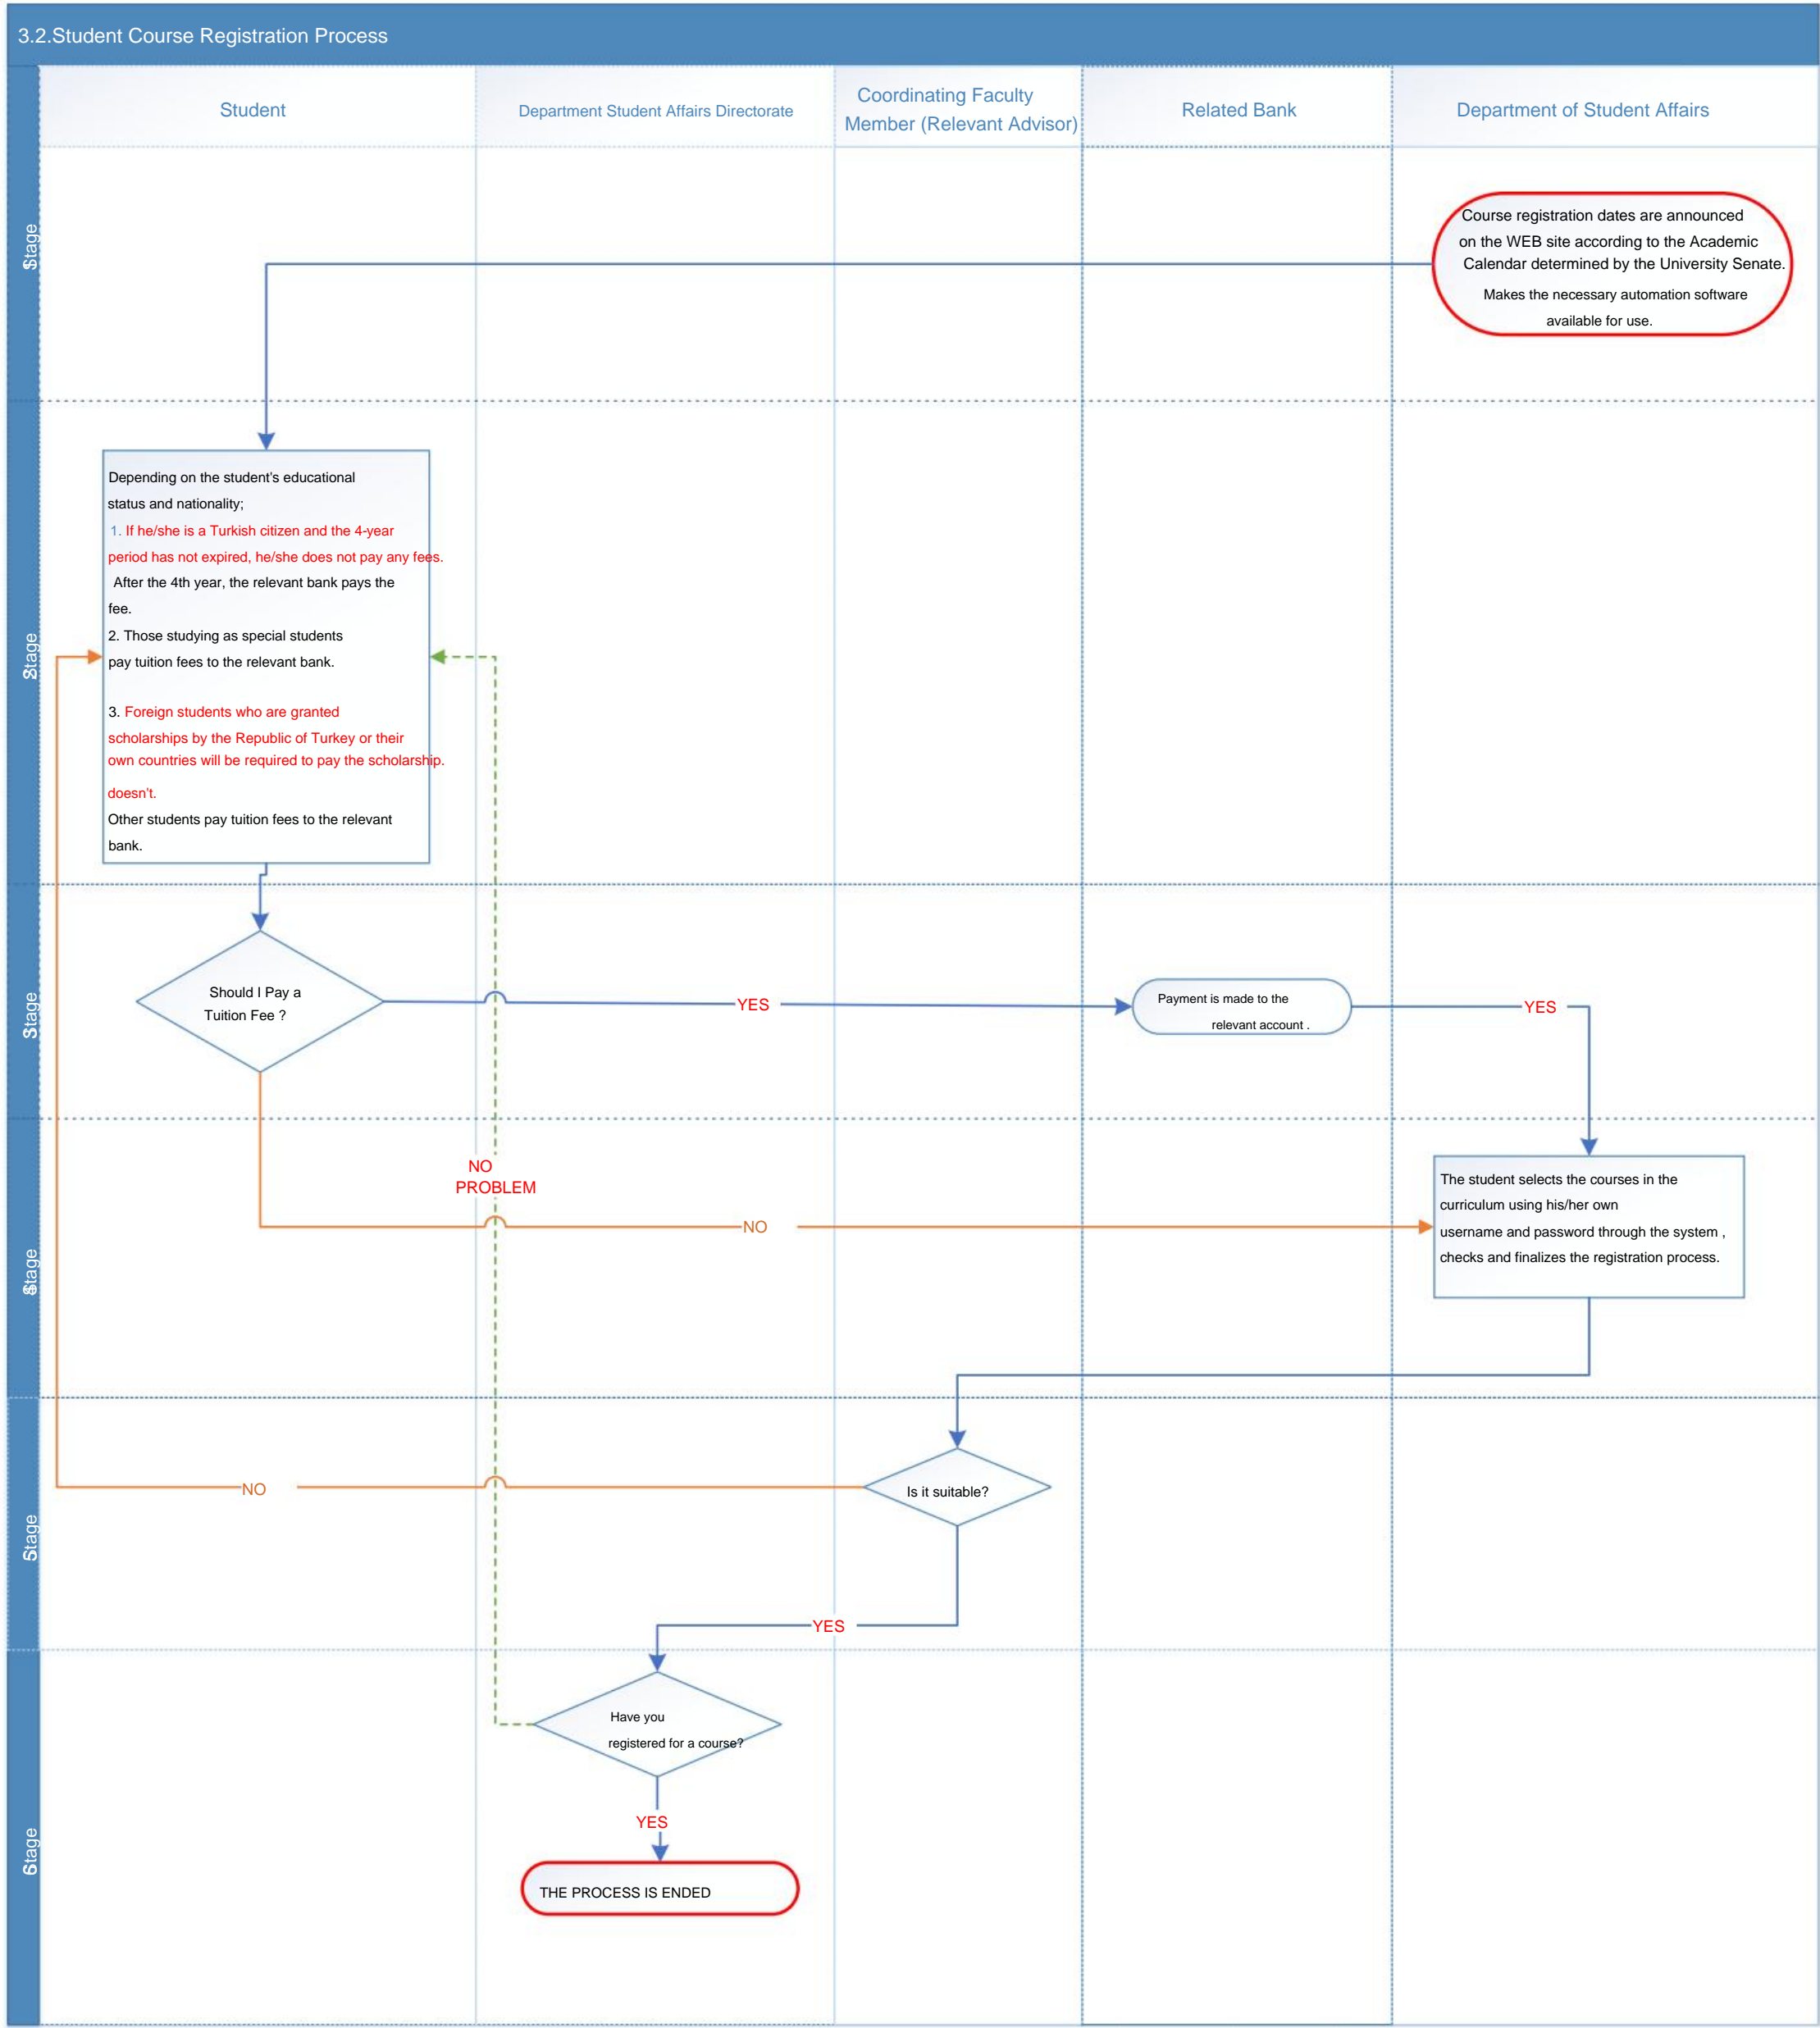 3.2.Student Course Registration Process
Student
Department Student Affairs Directorate
Coordinating Faculty
Member (Relevant Advisor)
Related Bank
Department of Student Affairs
Stage
1
Course registration dates are announced
on the WEB site according to the Academic
Calendar determined by the University Senate.
Makes the necessary automation software
available for use.
Stage
2
Depending on the student's educational
status and nationality;
1. If he/she is a Turkish citizen and the 4-year
period has not expired, he/she does not pay any fees.
After the 4th year, the relevant bank pays the
fee.
2. Those studying as special students
pay tuition fees to the relevant bank.
3. Foreign students who are granted
scholarships by the Republic of Turkey or their
own countries will be required to pay the scholarship.
doesn't.
Other students pay tuition fees to the relevant
bank.
Stage
3
Should I Pay a
Tuition Fee ?
YES
Payment is made to the
relevant account .
YES
Stage
4
NO
PROBLEM
NO
The student selects the courses in the
curriculum using his/her own
username and password through the system ,
checks and finalizes the registration process.
Stage
5
NO
Is it suitable?
YES
Stage
6
Have you
registered for a course?
YES
THE PROCESS IS ENDED